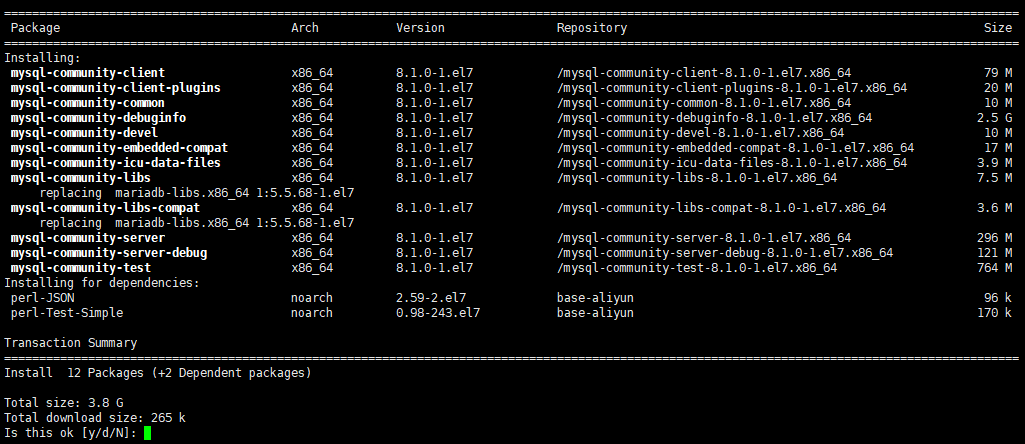 ================================================================================
Package Arch Version Repository Size
================================================================================
Installing:
mysql-community-client x86_64 8.1.0-1.el7 /mysql-community-client-8.1.0-1.el7.x86_64 79 M
mysql-community-client-plugins x86_64 8.1.0-1.el7 /mysql-community-client-plugins-8.1.0-1.el7.x86_64 20 M
mysql-community-common x86_64 8.1.0-1.el7 /mysql-community-common-8.1.0-1.el7.x86_64 10 M
mysql-community-debuginfo x86_64 8.1.0-1.el7 /mysql-community-debuginfo-8.1.0-1.el7.x86_64 2.5 G
mysql-community-devel x86_64 8.1.0-1.el7 /mysql-community-devel-8.1.0-1.el7.x86_64 10 M
mysql-community-embedded-compat x86_64 8.1.0-1.el7 /mysql-community-embedded-compat-8.1.0-1.el7.x86_64 17 M
mysql-community-icu-data-files x86_64 8.1.0-1.el7 /mysql-community-icu-data-files-8.1.0-1.el7.x86_64 3.9 M
mysql-community-libs x86_64 8.1.0-1.el7 /mysql-community-libs-8.1.0-1.el7.x86_64 7.5 M
replacing mariadb-libs.x86_64 1:5.5.68-1.el7
mysql-community-libs-compat x86_64 8.1.0-1.el7 /mysql-community-libs-compat-8.1.0-1.el7.x86_64 3.6 M
replacing mariadb-libs.x86_64 1:5.5.68-1.el7
mysql-community-server x86_64 8.1.0-1.el7 /mysql-community-server-8.1.0-1.el7.x86_64 296 M
mysql-community-server-debug x86_64 8.1.0-1.el7 /mysql-community-server-debug-8.1.0-1.el7.x86_64 121 M
mysql-community-test x86_64 8.1.0-1.el7 /mysql-community-test-8.1.0-1.el7.x86_64 764 M
Installing for dependencies:
perl-JSON noarch 2.59-2.el7 base-aliyun 96 k
perl-Test-Simple noarch 0.98-243.el7 base-aliyun 170 k
Transaction Summary
================================================================================
Install 12 Packages (+2 Dependent packages)
Total size: 3.8 G
Total download size: 265 k
Is this ok [y/d/N]: